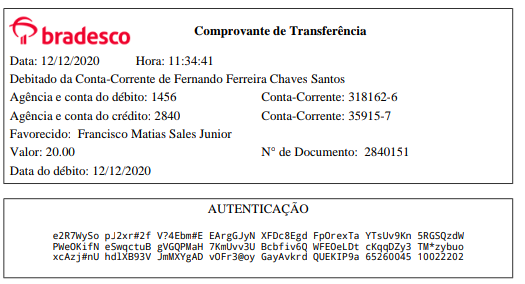 bradesco
Comprovante de Transferência
Data: 12/12/2020 Hora: 11:34:41
Debitado da Conta-Corrente de Fernando Ferreira Chaves Santos
Agência e conta do débito: 1456 Conta-Corrente: 318162-6
Agência e conta do crédito: 2840 Conta-Corrente: 35915-7
Favorecido: Francisco Matias Sales Junior
Valor: 20.00 N° de Documento: 2840151
Data do débito: 12/12/2020
AUTENTICAÇÃO
e2R7WySo pJ2xr#2f V?4Ebm#E EArgGJyN XFDc8Egd FpOrexTa YTsUv9Kn 5RGSQzdW
PWeOKifN eSwqctuB gVGQPMaH 7KmUvv3U Bcbfiv6Q WFEOeLDt cKqqDZy3 TM*zybuo
xcAzj#nU hdlXB93V JmMXYgAD vOFr3@oy GayAvkrd QUEKIP9a 65260045 10022202